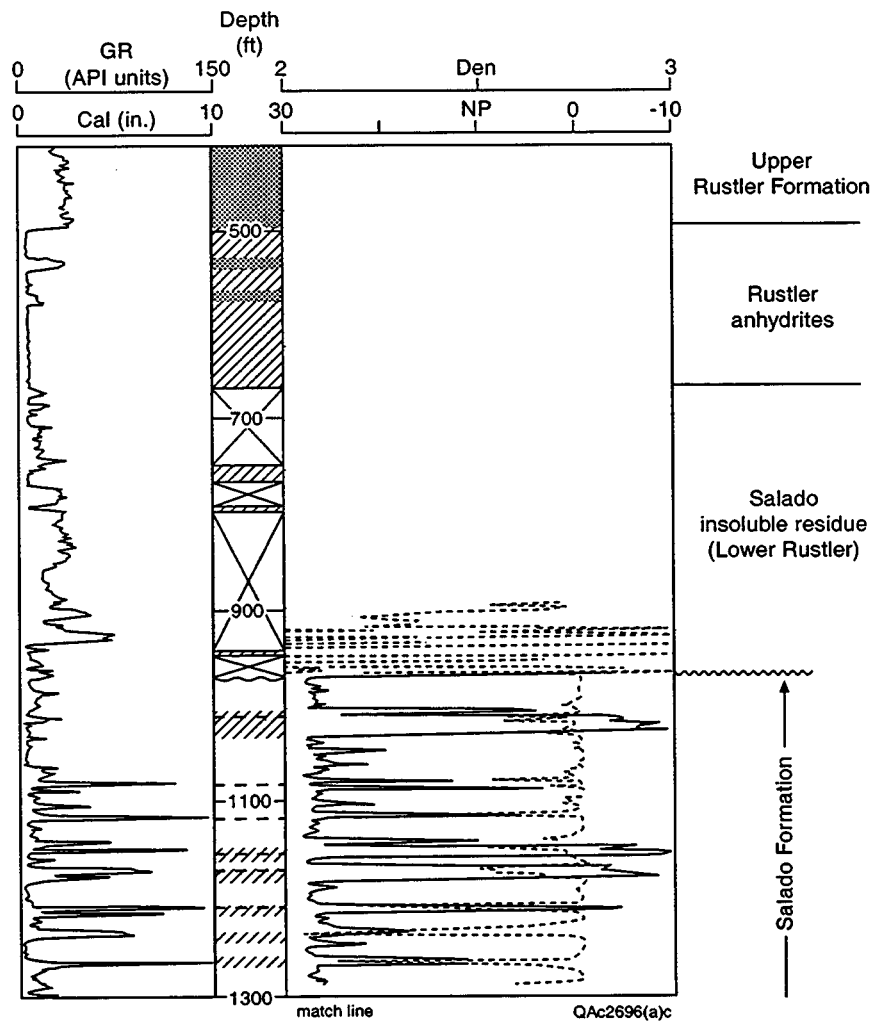 Depth
(ft)
GR
(API units)
0 150 2 Den 3
0 Cal (in.) 10 30 NP 0 -10
Upper
Rustler Formation
500
Rustler
anhydrites
700
Salado
insoluble residue
(Lower Rustler)
900
1100
Salado Formation
1300
match line
QAc2696(a)c